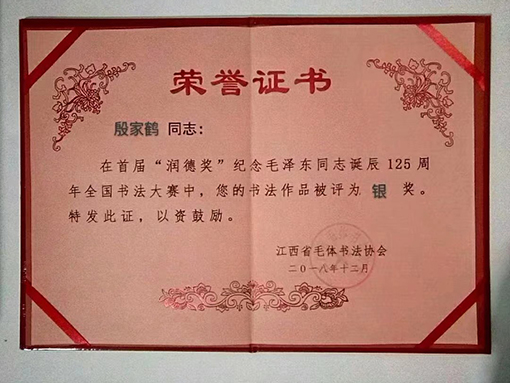 荣誉证书
殷家鹤 同志：
在首届“润德奖”纪念毛泽东同志诞辰125周
年全国书法大赛中，您的书法作品被评为 银 奖。
特发此证，以资鼓励。
江西省毛体书法协会
二〇一八年十二月